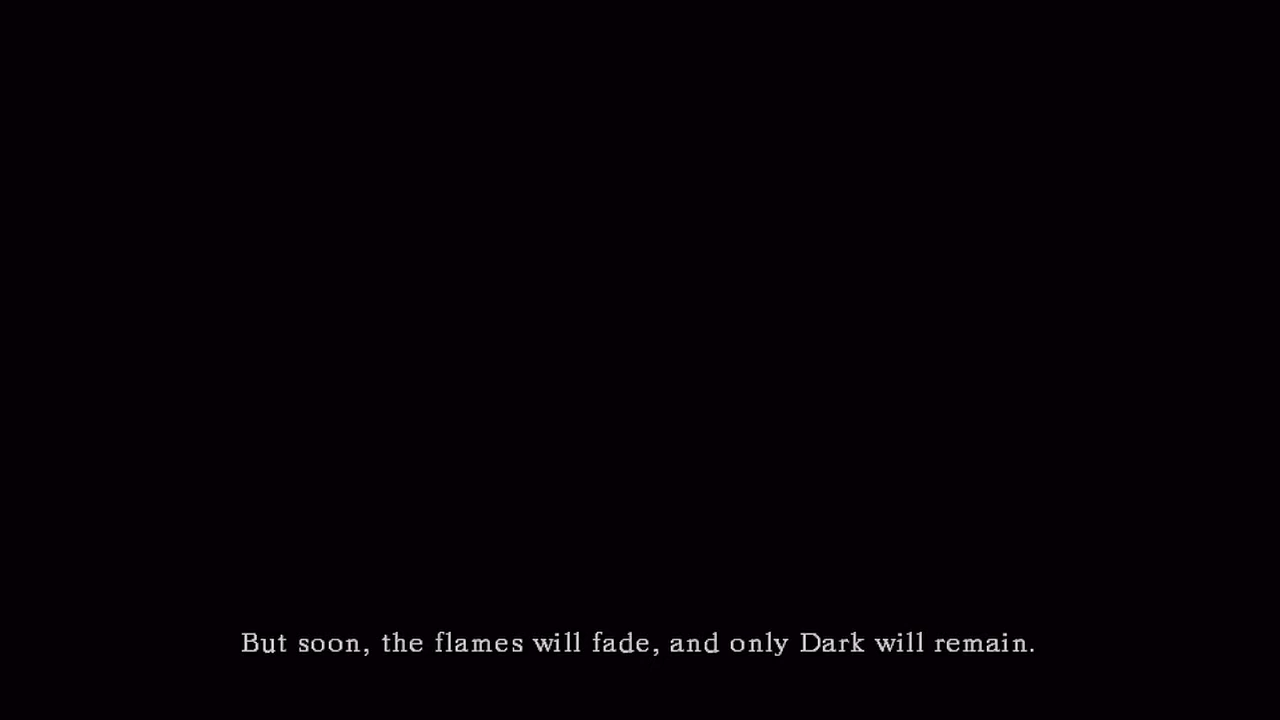 But soon, the flames will fade, and only Dark will remain.